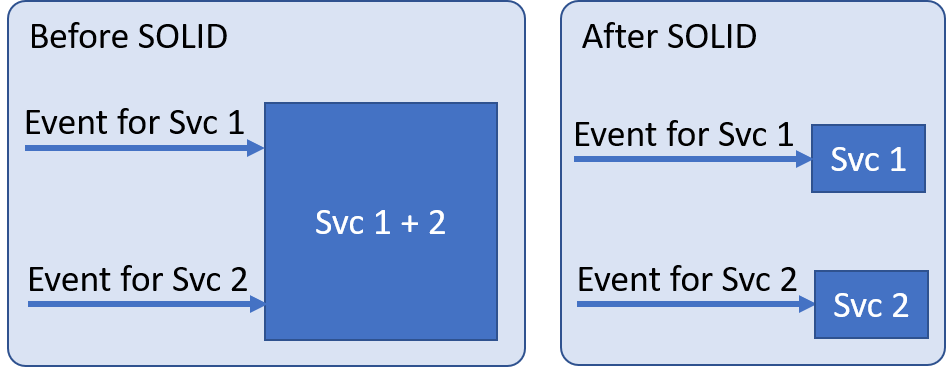 Before SOLID
Event for Svc 1
Svc 1 + 2
Event for Svc 2
After SOLID
Event for Svc 1
Svc 1
Event for Svc 2
Svc 2